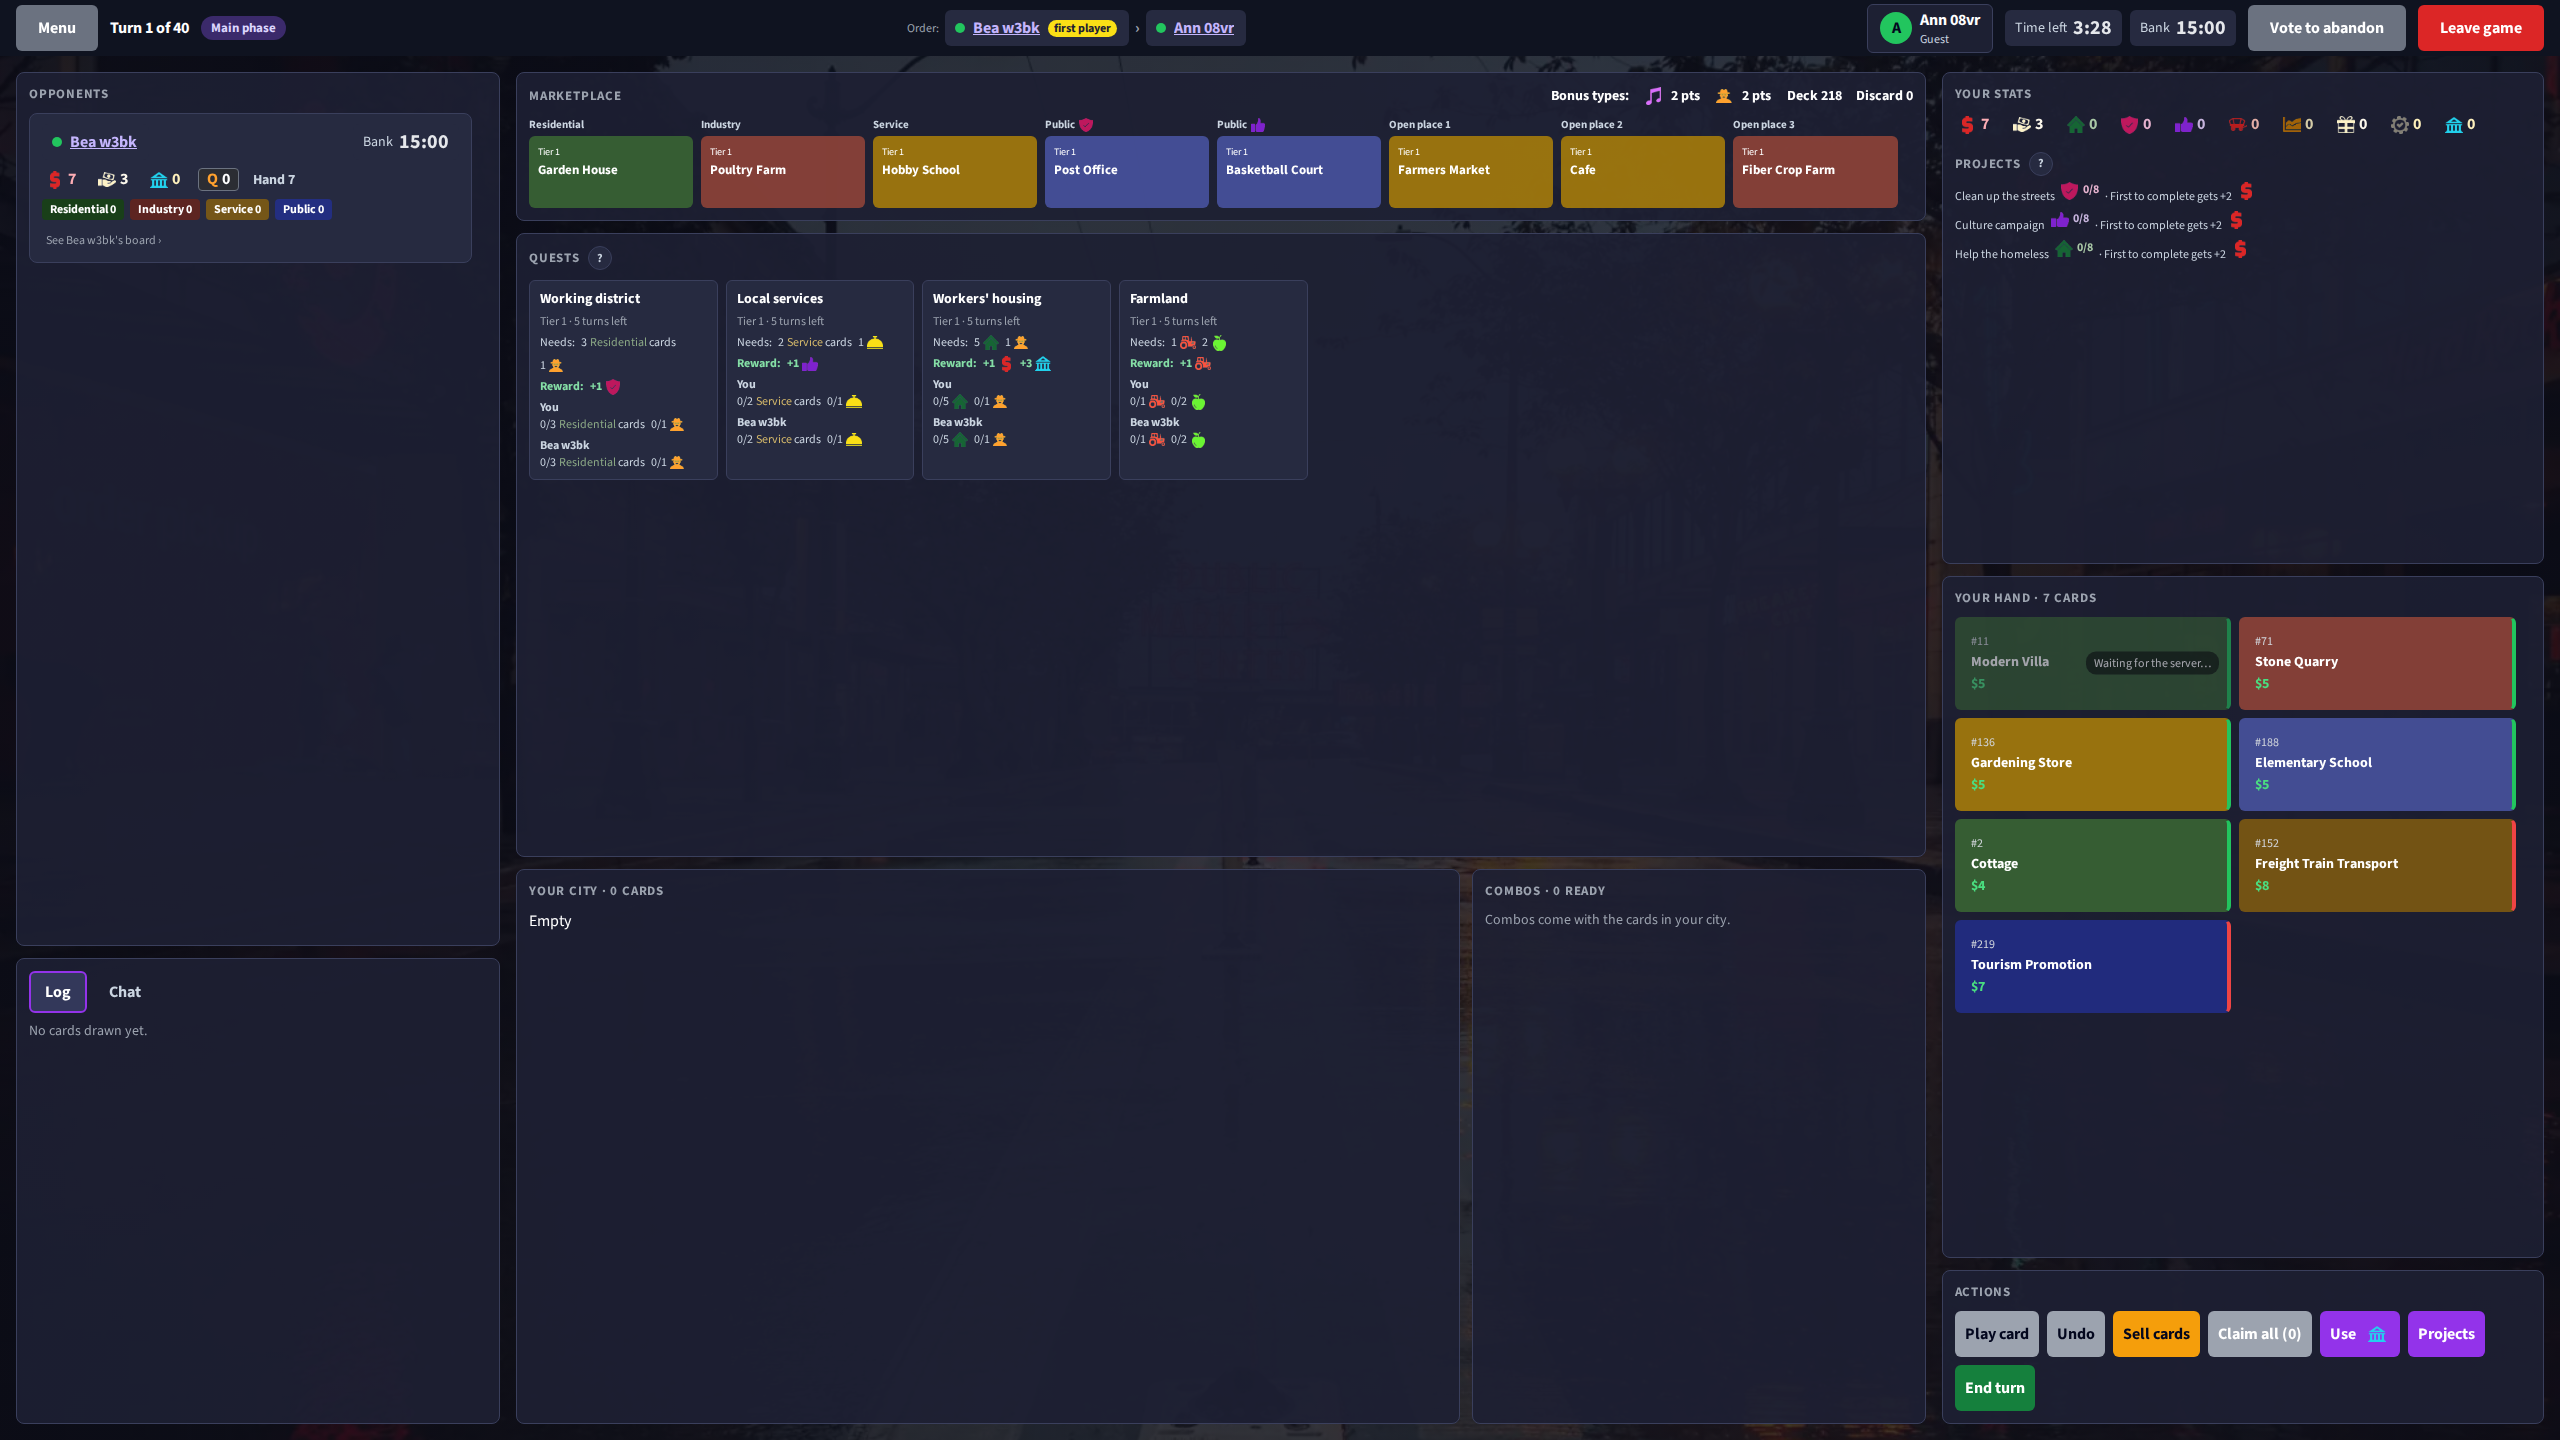 Menu
Turn 1 of 40
Main phase
Order:
Bea w3bk
first player
›
Ann 08vr
A
Ann 08vr
Guest
Time left 3:28
Bank 15:00
Vote to abandon
Leave game
OPPONENTS
Bea w3bk
Bank 15:00
7 3 0 Q 0 Hand 7
Residential 0 Industry 0 Service 0 Public 0
See Bea w3bk's board ›
Log
Chat
No cards drawn yet.
MARKETPLACE
Bonus types: 2 pts 2 pts Deck 218 Discard 0
Residential
Tier 1
Garden House
Industry
Tier 1
Poultry Farm
Service
Tier 1
Hobby School
Public
Tier 1
Post Office
Public
Tier 1
Basketball Court
Open place 1
Tier 1
Farmers Market
Open place 2
Tier 1
Cafe
Open place 3
Tier 1
Fiber Crop Farm
QUESTS ?
Working district
Tier 1 · 5 turns left
Needs: 3 Residential cards
1
Reward: +1
You
0/3 Residential cards 0/1
Bea w3bk
0/3 Residential cards 0/1
Local services
Tier 1 · 5 turns left
Needs: 2 Service cards 1
Reward: +1
You
0/2 Service cards 0/1
Bea w3bk
0/2 Service cards 0/1
Workers' housing
Tier 1 · 5 turns left
Needs: 5 1
Reward: +1 +3
You
0/5 0/1
Bea w3bk
0/5 0/1
Farmland
Tier 1 · 5 turns left
Needs: 1 2
Reward: +1
You
0/1 0/2
Bea w3bk
0/1 0/2
YOUR CITY · 0 CARDS
Empty
COMBOS · 0 READY
Combos come with the cards in your city.
YOUR STATS
7 3 0 0 0 0 0 0 0 0
PROJECTS ?
Clean up the streets 0/8 · First to complete gets +2
Culture campaign 0/8 · First to complete gets +2
Help the homeless 0/8 · First to complete gets +2
YOUR HAND · 7 CARDS
#11
Modern Villa
Waiting for the server…
$5
#71
Stone Quarry
$5
#136
Gardening Store
$5
#188
Elementary School
$5
#2
Cottage
$4
#152
Freight Train Transport
$8
#219
Tourism Promotion
$7
ACTIONS
Play card
Undo
Sell cards
Claim all (0)
Use
Projects
End turn